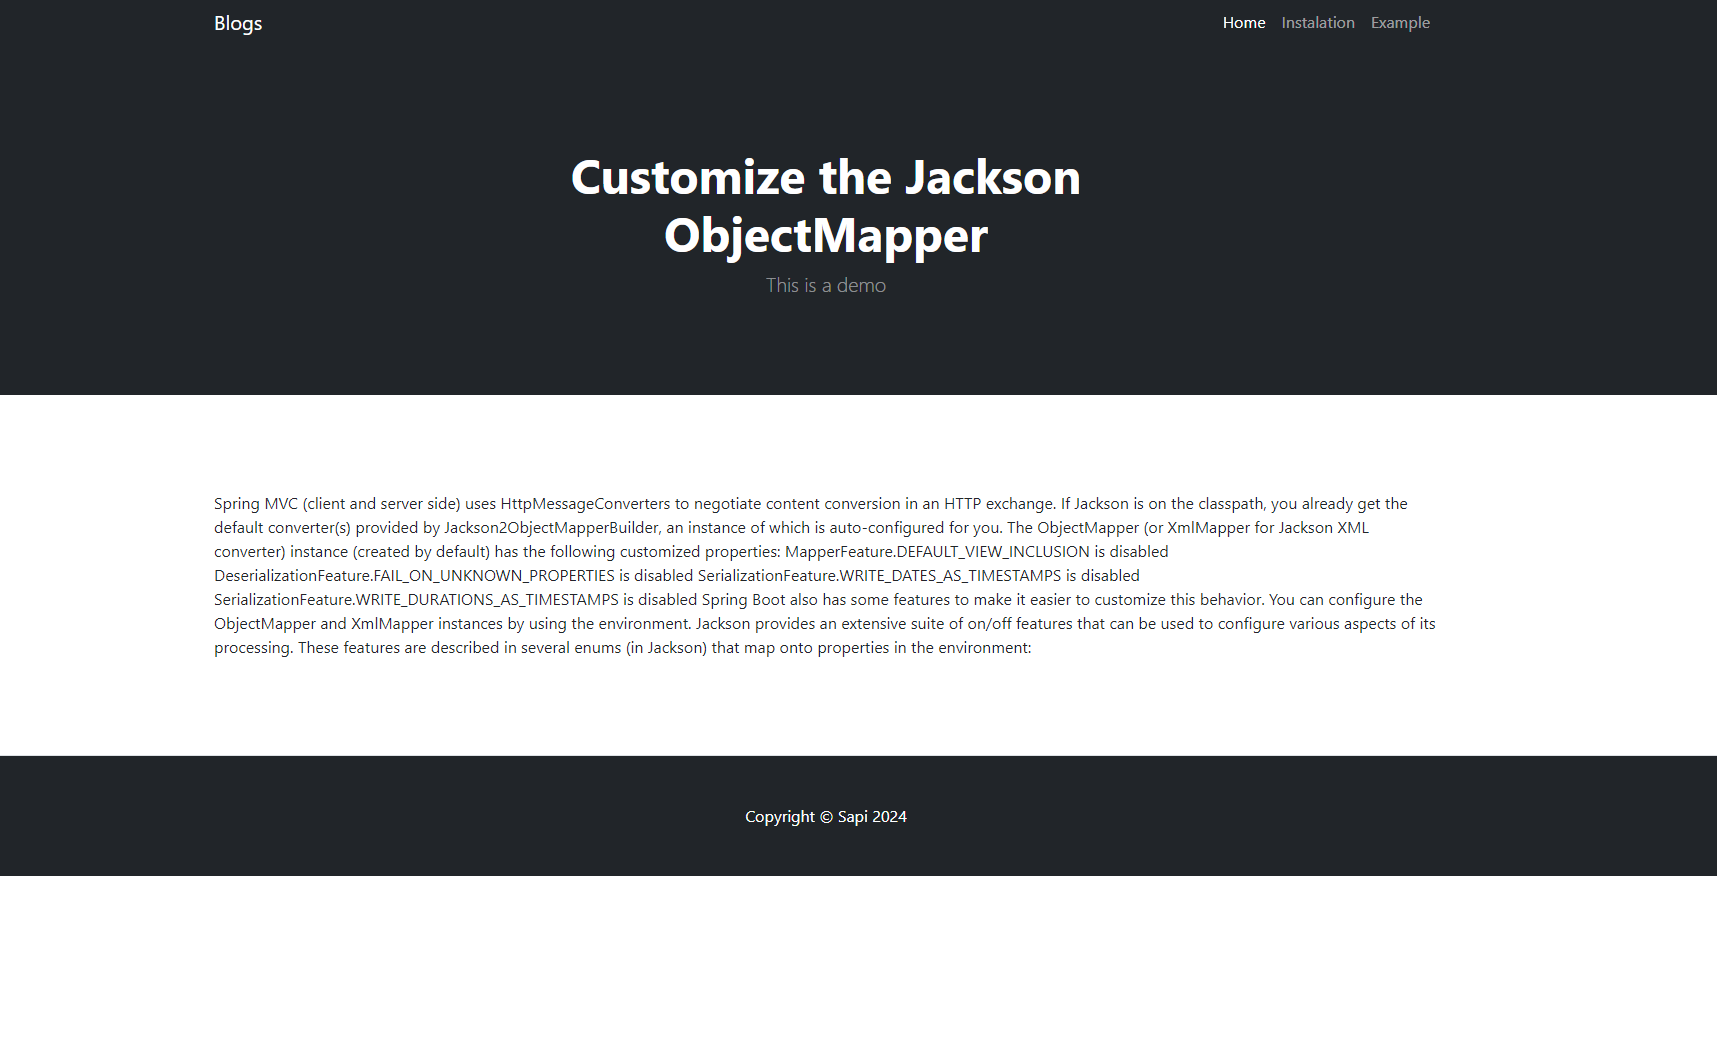 Blogs
Home Instalation Example
Customize the Jackson
ObjectMapper
This is a demo
Spring MVC (client and server side) uses HttpMessageConverters to negotiate content conversion in an HTTP exchange. If Jackson is on the classpath, you already get the
default converter(s) provided by Jackson2ObjectMapperBuilder, an instance of which is auto-configured for you. The ObjectMapper (or XmlMapper for Jackson XML
converter) instance (created by default) has the following customized properties: MapperFeature.DEFAULT_VIEW_INCLUSION is disabled
DeserializationFeature.FAIL_ON_UNKNOWN_PROPERTIES is disabled SerializationFeature.WRITE_DATES_AS_TIMESTAMPS is disabled
SerializationFeature.WRITE_DURATIONS_AS_TIMESTAMPS is disabled Spring Boot also has some features to make it easier to customize this behavior. You can configure the
ObjectMapper and XmlMapper instances by using the environment. Jackson provides an extensive suite of on/off features that can be used to configure various aspects of its
processing. These features are described in several enums (in Jackson) that map onto properties in the environment:
Copyright © Sapi 2024